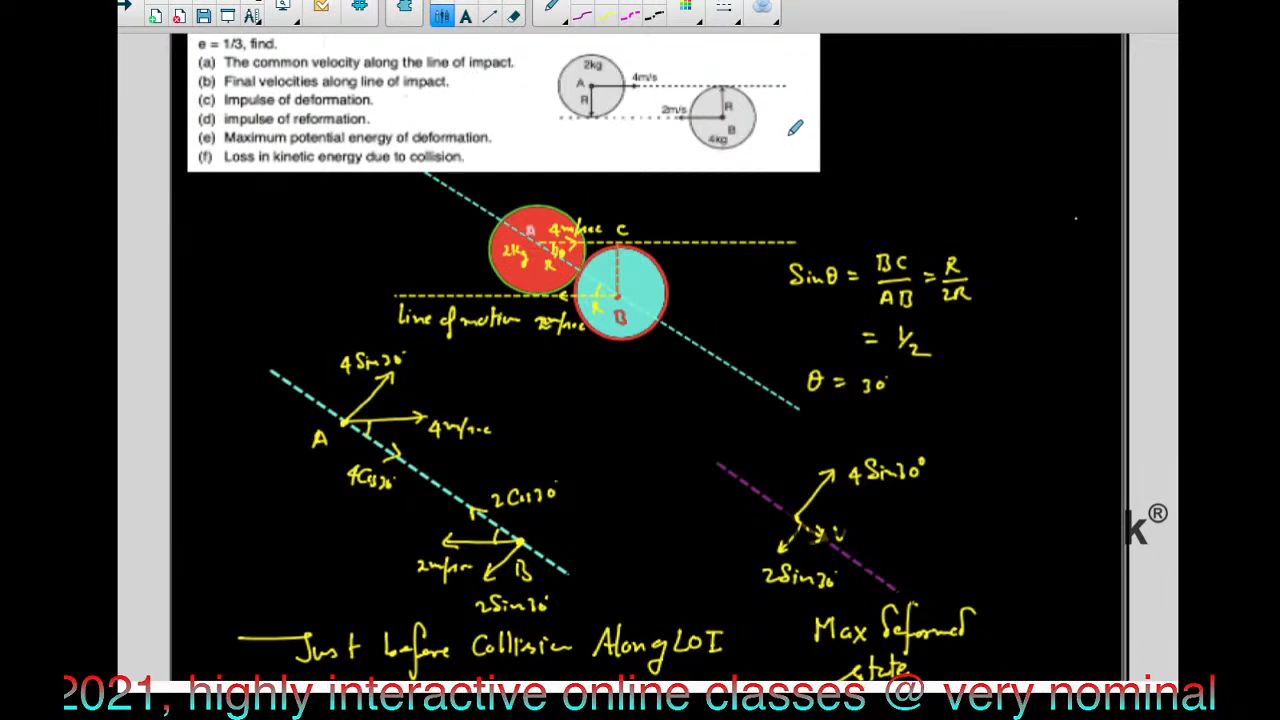 e = 1/3, find.
(a) The common velocity along the line of impact.
(b) Final velocities along line of impact.
(c) Impulse of deformation.
(d) impulse of reformation.
(e) Maximum potential energy of deformation.
(f) Loss in kinetic energy due to collision.
2kg
A
4m/s
R
2m/s
R
B
4kg
A 4m/sec C
2kg
R
R
B
Line of motion 2m/sec
Sinθ = BC/AB = R/2R
= 1/2
θ = 30°
4Sin30°
A
4m/sec
4Cos30°
2Cos30°
2m/sec
B
2Sin30°
4Sin30°
2Sin30°
Just before Collision Along LOI
Max deformed
state
k®
2021, highly interactive online classes @ very nominal